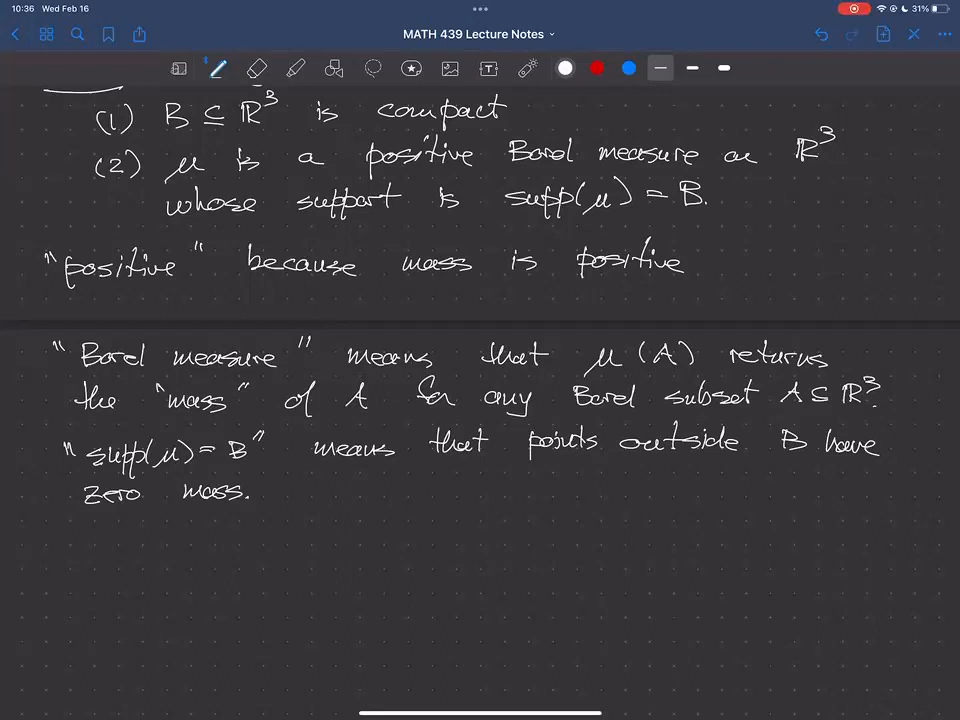 10:36 Wed Feb 16
31%
MATH 439 Lecture Notes
(1) B ⊆ ℝ³ is compact
(2) μ is a positive Borel measure on ℝ³
whose support is supp(μ) = B.
"positive" because mass is positive
"Borel measure" means that μ(A) returns
the "mass" of A for any Borel subset A ⊆ ℝ³.
"supp(μ) = B" means that points outside B have
zero mass.